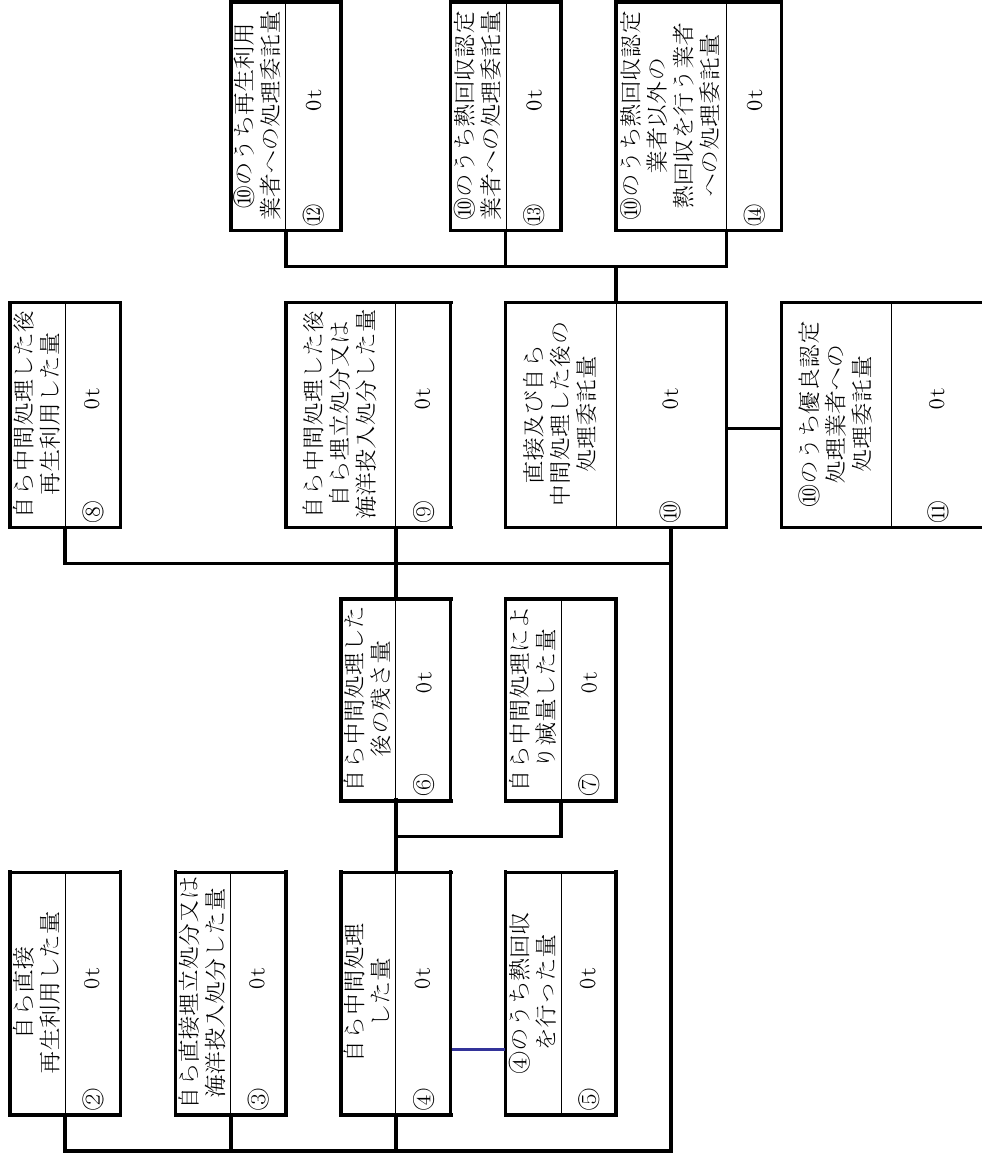 自ら直接
再生利用した量
②
0t
自ら直接埋立処分又は
海洋投入処分した量
③
0t
自ら中間処理
した量
④
0t
④のうち熱回収
を行った量
⑤
0t
自ら中間処理した
後の残さ量
⑥
0t
自ら中間処理によ
り減量した量
⑦
0t
自ら中間処理した後
再生利用した量
⑧
0t
自ら中間処理した後
自ら埋立処分又は
海洋投入処分した量
⑨
0t
直接及び自ら
中間処理した後の
処理委託量
⑩
0t
⑩のうち優良認定
処理業者への
処理委託量
⑪
0t
⑩のうち再生利用
業者への処理委託量
⑫
0t
⑩のうち熱回収認定
業者への処理委託量
⑬
0t
⑩のうち熱回収認定
業者以外の
熱回収を行う業者
への処理委託量
⑭
0t